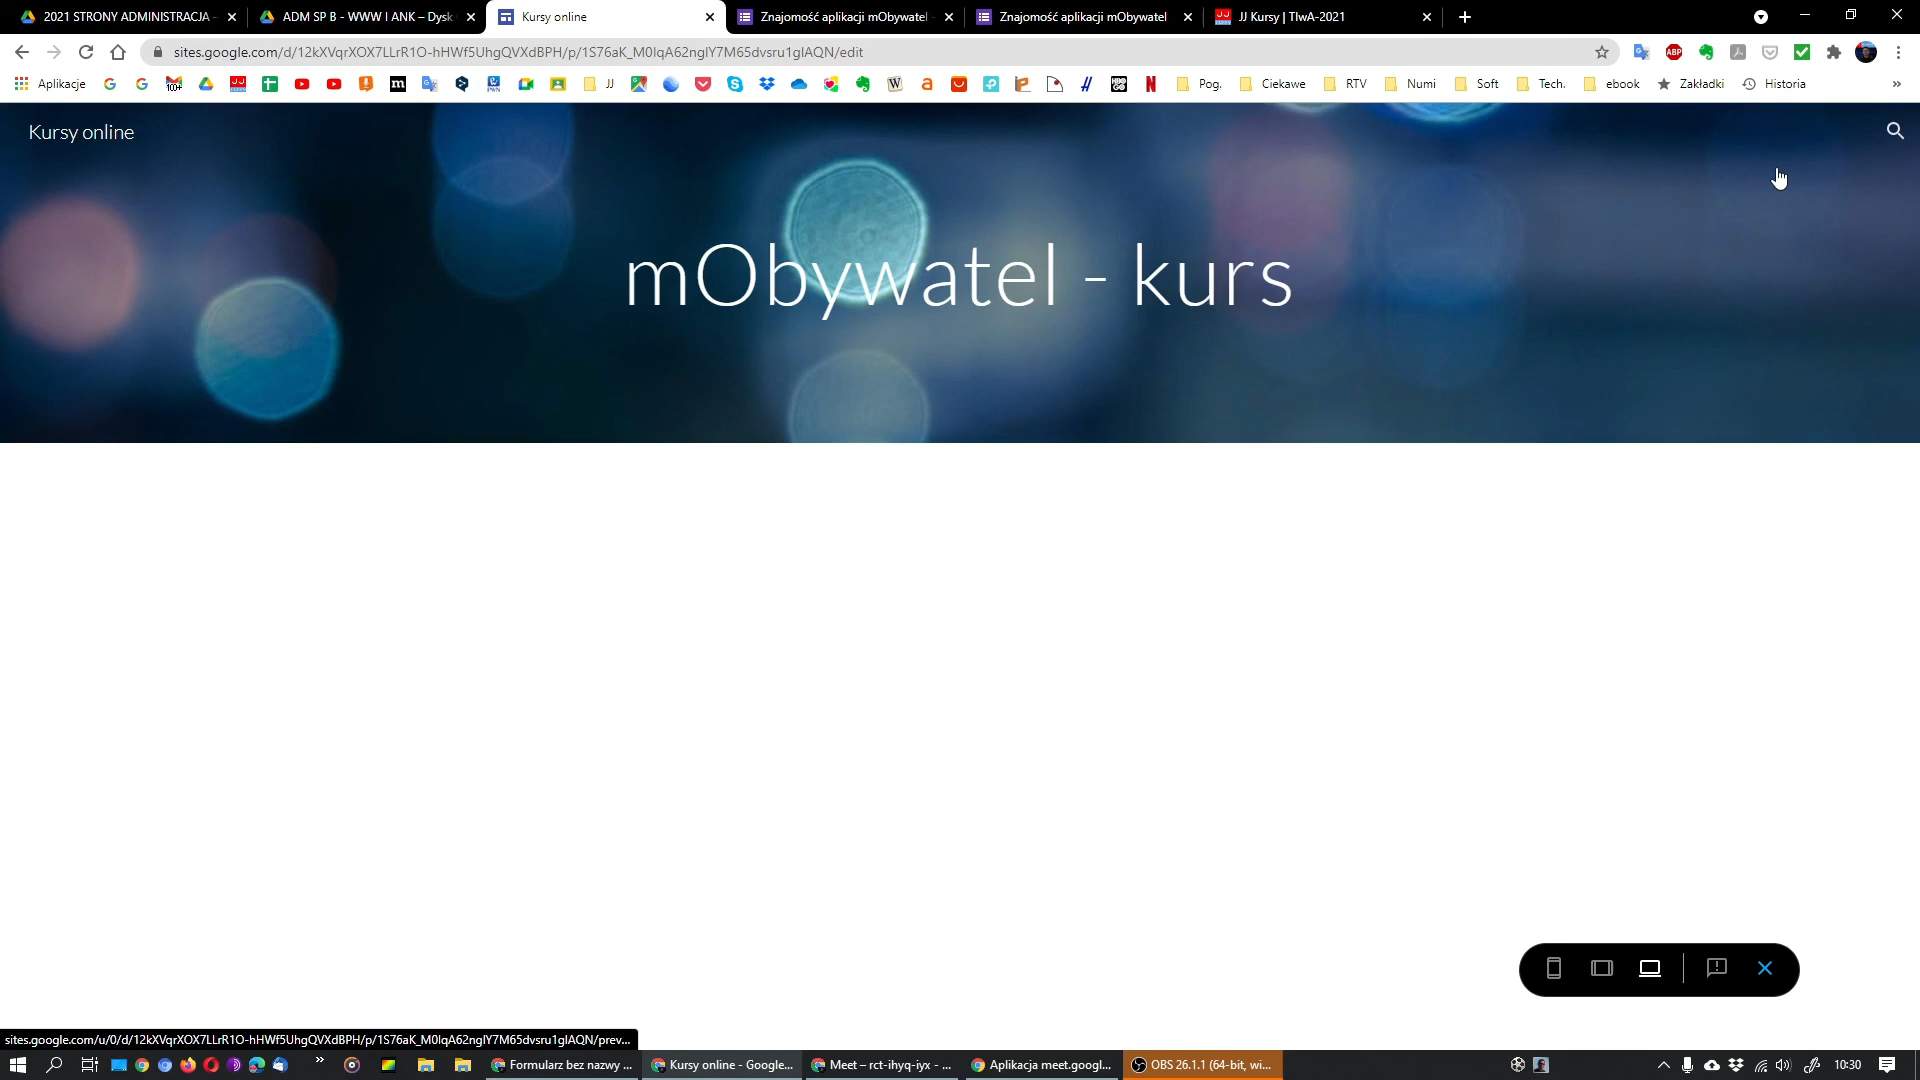 2021 STRONY ADMINISTRACJA -
ADM SP B - WWW I ANK – Dysk
Kursy online
Znajomość aplikacji mObywatel -
Znajomość aplikacji mObywatel
JJ Kursy | TIwA-2021
sites.google.com/d/12kXVqrXOX7LLrR1O-hHWf5UhgQVXdBPH/p/1S76aK_M0lqA62nglY7M65dvsru1glAQN/edit
Aplikacje
JJ
Pog.
Ciekawe
RTV
Numi
Soft
Tech.
ebook
Zakładki
Historia
Kursy online
mObywatel - kurs
sites.google.com/u/0/d/12kXVqrXOX7LLrR1O-hHWf5UhgQVXdBPH/p/1S76aK_M0lqA62nglY7M65dvsru1glAQN/prev...
Formularz bez nazwy ...
Kursy online - Google...
Meet – rct-ihyq-iyx - ...
Aplikacja meet.googl...
OBS 26.1.1 (64-bit, wi...
10:30